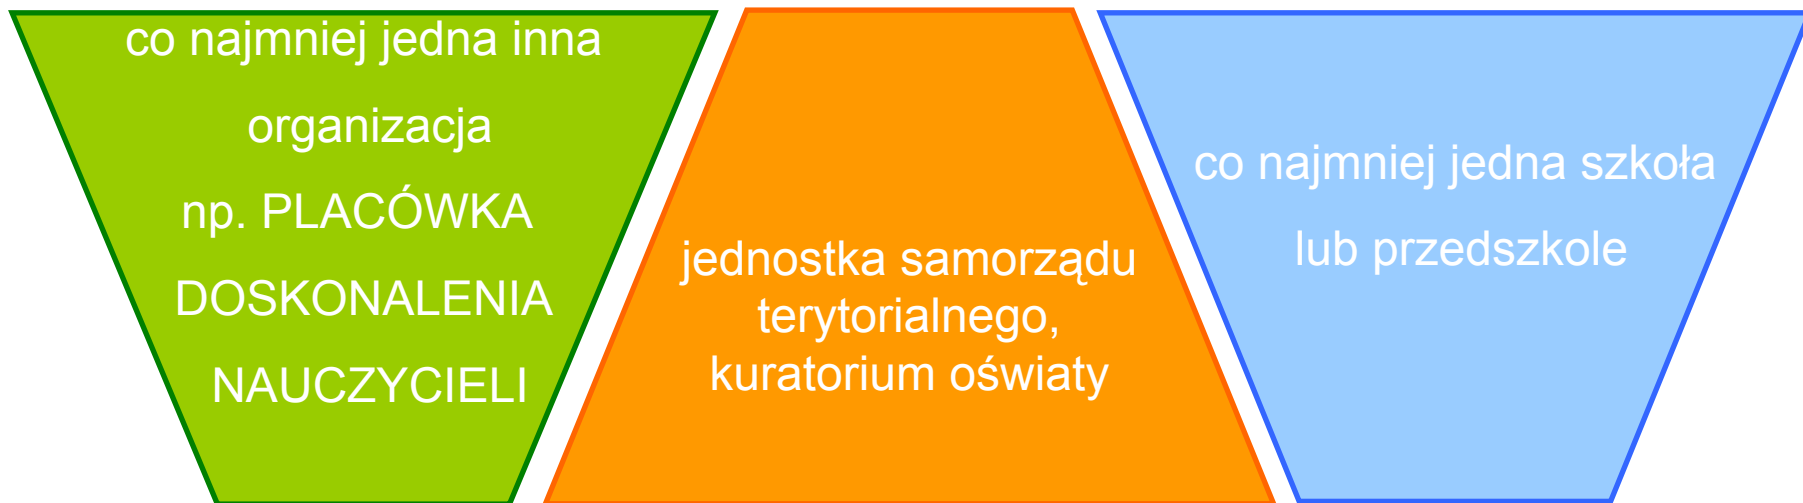 co najmniej jedna inna
organizacja
np. PLACÓWKA
DOSKONALENIA
NAUCZYCIELI
jednostka samorządu
terytorialnego,
kuratorium oświaty
co najmniej jedna szkoła
lub przedszkole